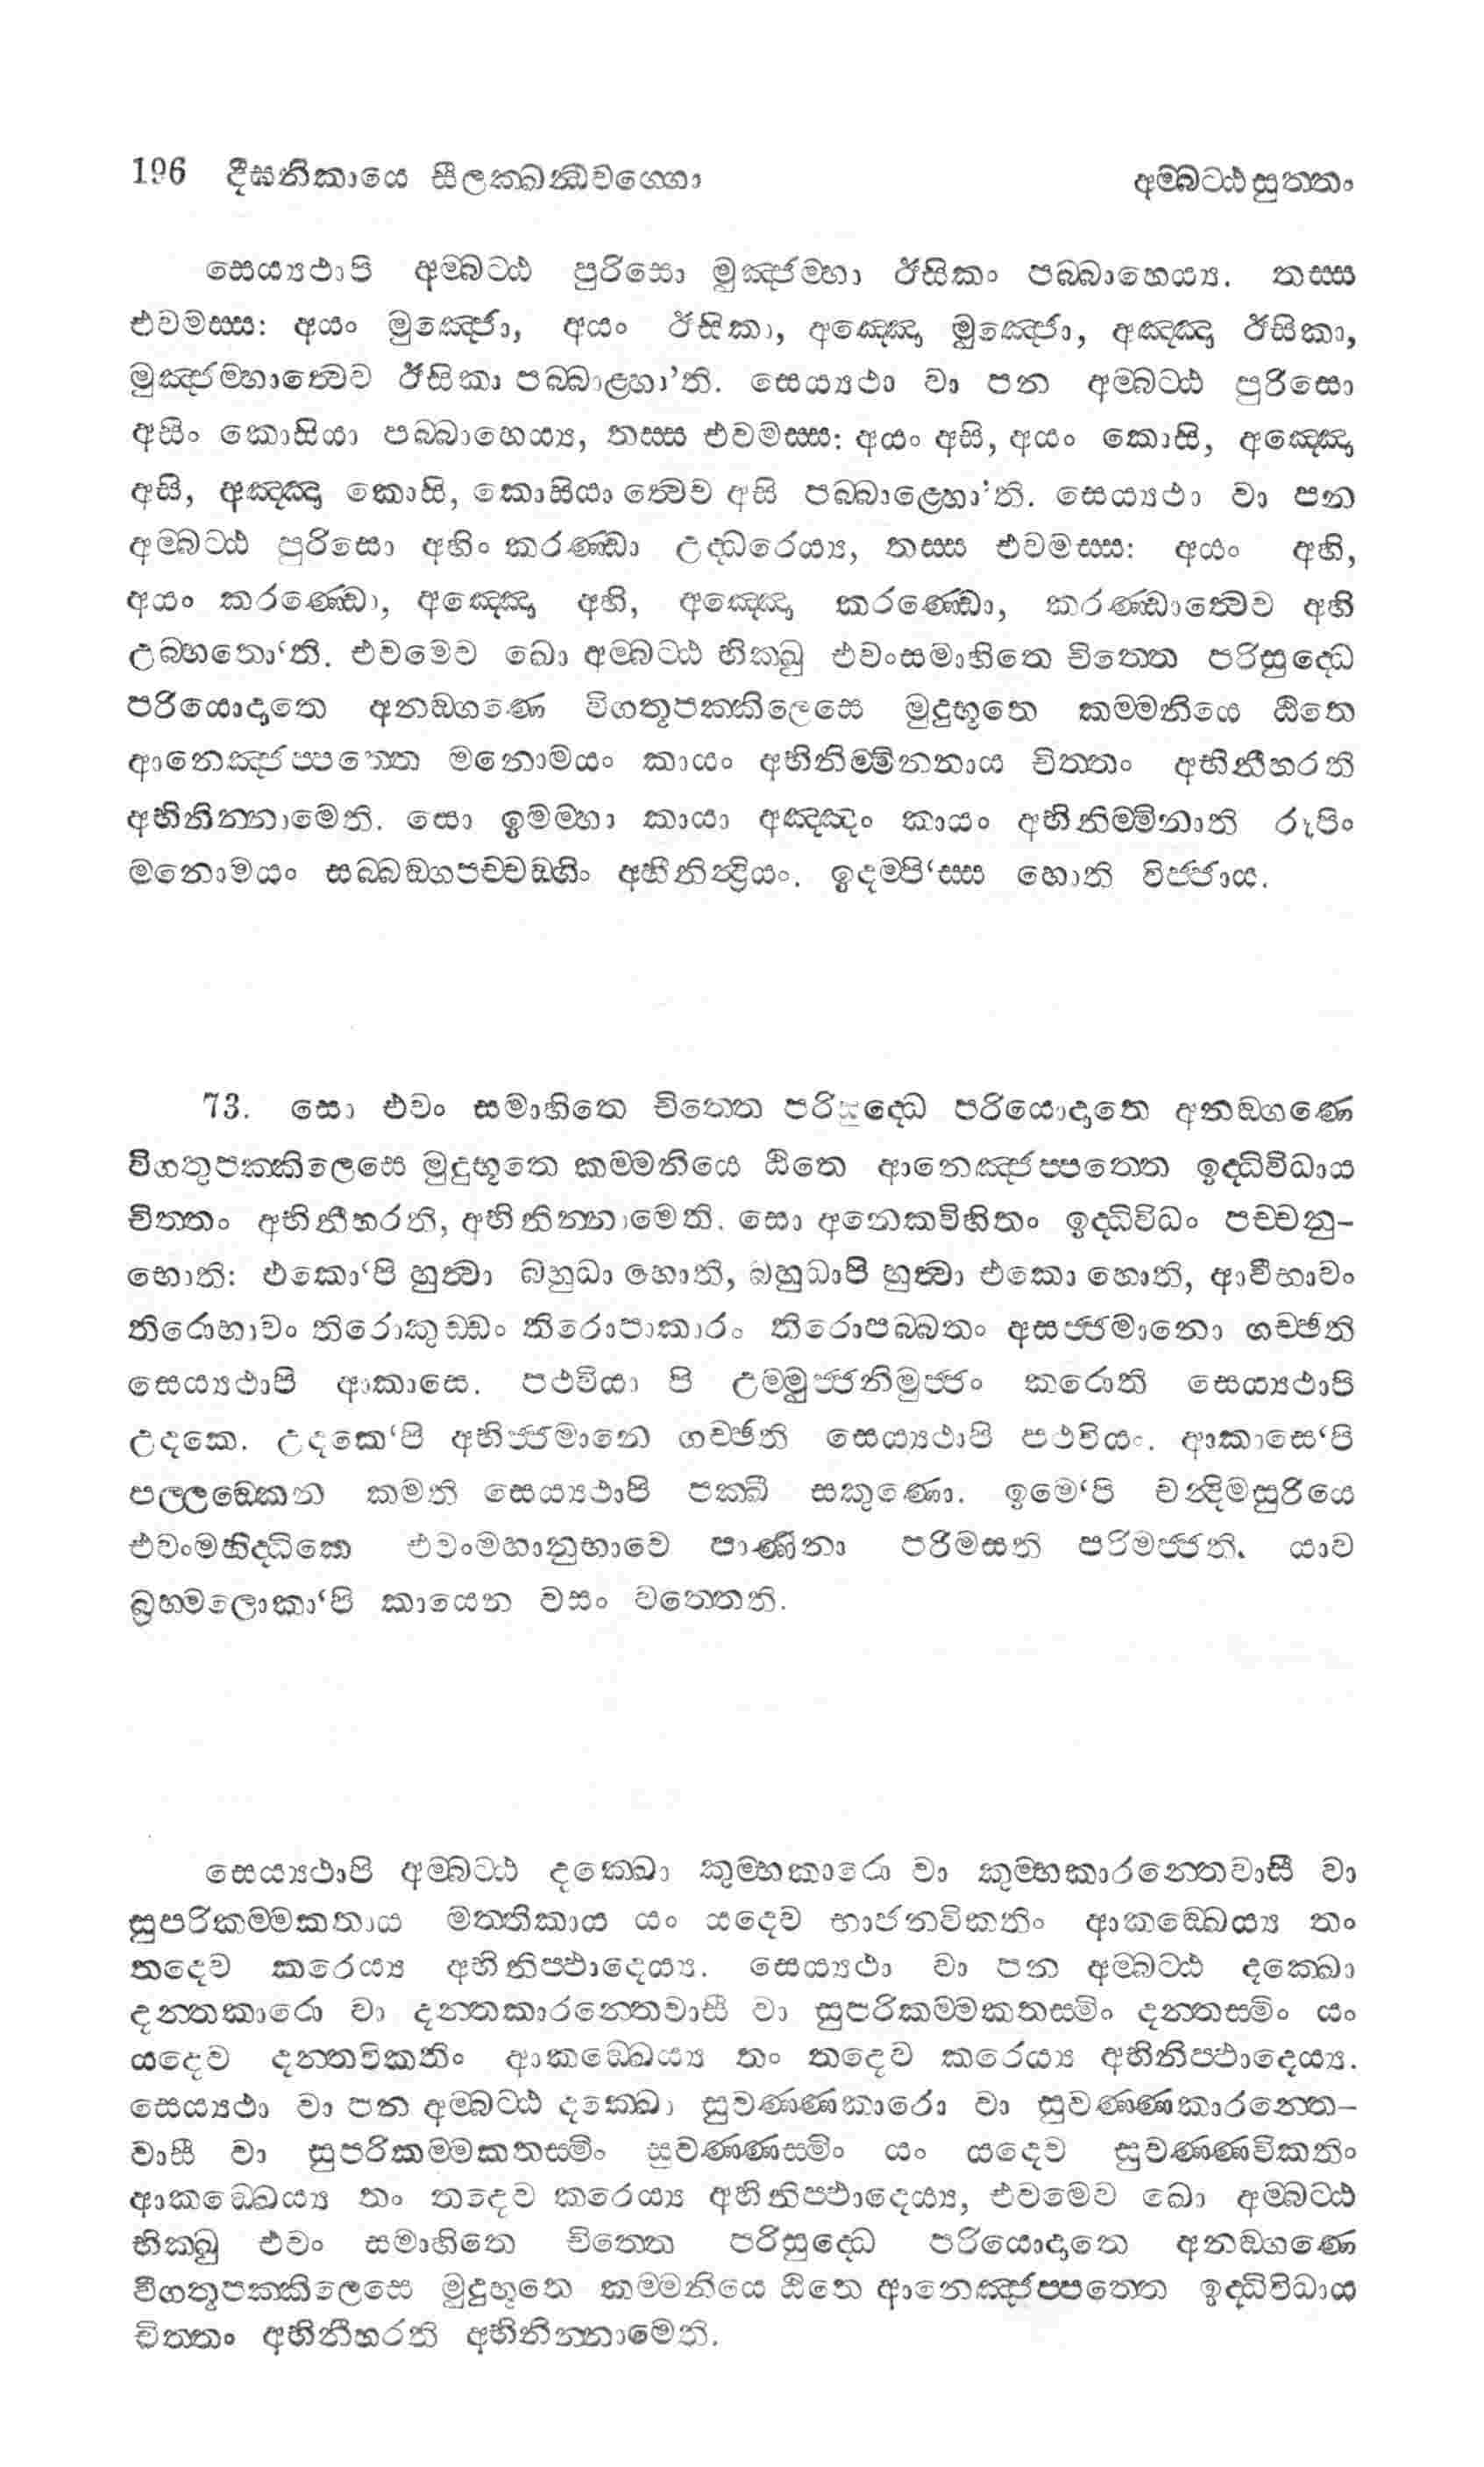 196 දීඝනිකායෙ සීලක්ඛන්ධවග්ගො අම්බට්ඨසුත්තං
සෙය්‍යථාපි අම්බට්ඨ පුරිසො මුඤ්ජම්හා ඊසිකං පබ්බාහෙය්‍ය. තස්ස
එවමස්ස: අයං මුඤ්ජො, අයං ඊසිකා, අඤ්ඤො මුඤ්ජො, අඤ්ඤා ඊසිකා,
මුඤ්ජම්හාත්‍වෙව ඊසිකා පබ්බාළ්හා’ති. සෙය්‍යථා වා පන අම්බට්ඨ පුරිසො
අසිං කොසියා පබ්බාහෙය්‍ය, තස්ස එවමස්ස: අයං අසි, අයං කොසි, අඤ්ඤො
අසි, අඤ්ඤා කොසි, කොසියා ත්‍වෙව අසි පබ්බාළ්හො’ති. සෙය්‍යථා වා පන
අම්බට්ඨ පුරිසො අහිං කරණ්ඩා උද්ධරෙය්‍ය, තස්ස එවමස්ස: අයං අහි,
අයං කරණ්ඩො, අඤ්ඤො අහි, අඤ්ඤො කරණ්ඩො, කරණ්ඩාත්‍වෙව අහි
උබ්භතො‘ති. එවමෙව ඛො අම්බට්ඨ භික්ඛු එවංසමාහිතෙ චිත්තෙ පරිසුද්ධෙ
පරියොදාතෙ අනඞ්ගණෙ විගතූපක්කිලෙසෙ මුදුභූතෙ කම්මනියෙ ඨිතෙ
ආනෙඤ්ජප්පත්තෙ මනොමයං කායං අභිනිම්මිනනාය චිත්තං අභිනීහරති
අභිනින්නාමෙති. සො ඉමම්හා කායා අඤ්ඤං කායං අභිනිම්මිනාති රූපිං
මනොමයං සබ්බඞ්ගපච්චඞ්ගිං අහීනින්ද්‍රියං. ඉදම්පි‘ස්ස හොති විජ්ජාය.
73. සො එවං සමාහිතෙ චිත්තෙ පරිසුද්ධෙ පරියොදාතෙ අනඞ්ගණෙ
විගතූපක්කිලෙසෙ මුදුභූතෙ කම්මනියෙ ඨිතෙ ආනෙඤ්ජප්පත්තෙ ඉද්ධිවිධාය
චිත්තං අභිනීහරති, අභිනින්නාමෙති. සො අනෙකවිහිතං ඉද්ධිවිධං පච්චනු-
භොති: එකො‘පි හුත්‍වා බහුධා හොති, බහුධාපි හුත්‍වා එකො හොති, ආවීභාවං
තිරොභාවං තිරොකුඩ්ඩං තිරොපාකාරං තිරොපබ්බතං අසජ්ජමානො ගච්ඡති
සෙය්‍යථාපි ආකාසෙ. පථවියා පි උම්මුජ්ජනිමුජ්ජං කරොති සෙය්‍යථාපි
උදකෙ. උදකෙ‘පි අභිජ්ජමානෙ ගච්ඡති සෙය්‍යථාපි පථවියං. ආකාසෙ‘පි
පල්ලඞ්කෙන කමති සෙය්‍යථාපි පක්ඛී සකුණො. ඉමෙ‘පි චන්දිමසුරියෙ
එවංමහිද්ධිකෙ එවංමහානුභාවෙ පාණිනා පරිමසති පරිමජ්ජති. යාව
බ්‍රහ්මලොකා‘පි කායෙන වසං වත්තෙති.
සෙය්‍යථාපි අම්බට්ඨ දක්ඛො කුම්භකාරො වා කුම්භකාරන්තෙවාසී වා
සුපරිකම්මකතාය මත්තිකාය යං යදෙව භාජනවිකතිං ආකඞ්ඛෙය්‍ය තං
තදෙව කරෙය්‍ය අභිනිප්ඵාදෙය්‍ය. සෙය්‍යථා වා පන අම්බට්ඨ දක්ඛො
දන්තකාරො වා දන්තකාරන්තෙවාසී වා සුපරිකම්මකතස්මිං දන්තස්මිං යං
යදෙව දන්තවිකතිං ආකඞ්ඛෙය්‍ය තං තදෙව කරෙය්‍ය අභිනිප්ඵාදෙය්‍ය.
සෙය්‍යථා වා පන අම්බට්ඨ දක්ඛො සුවණ්ණකාරො වා සුවණ්ණකාරන්තෙ-
වාසී වා සුපරිකම්මකතස්මිං සුවණ්ණස්මිං යං යදෙව සුවණ්ණවිකතිං
ආකඞ්ඛෙය්‍ය තං තදෙව කරෙය්‍ය අභිනිප්ඵාදෙය්‍ය, එවමෙව ඛො අම්බට්ඨ
භික්ඛු එවං සමාහිතෙ චිත්තෙ පරිසුද්ධෙ පරියොදාතෙ අනඞ්ගණෙ
විගතූපක්කිලෙසෙ මුදුභූතෙ කම්මනියෙ ඨිතෙ ආනෙඤ්ජප්පත්තෙ ඉද්ධිවිධාය
චිත්තං අභිනීහරති අභිනින්නාමෙති.